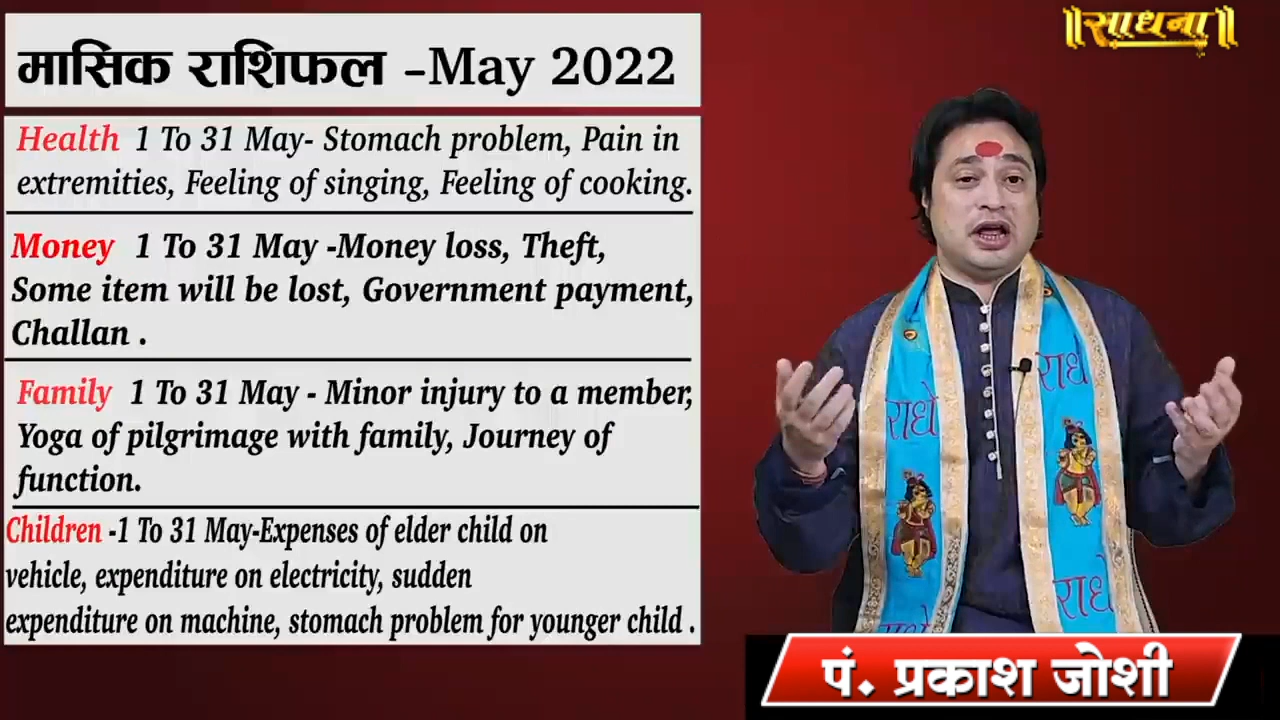 ॥साधना॥
मासिक राशिफल -May 2022
Health 1 To 31 May- Stomach problem, Pain in
extremities, Feeling of singing, Feeling of cooking.
Money 1 To 31 May -Money loss, Theft,
Some item will be lost, Government payment,
Challan .
Family 1 To 31 May - Minor injury to a member,
Yoga of pilgrimage with family, Journey of
function.
Children -1 To 31 May-Expenses of elder child on
vehicle, expenditure on electricity, sudden
expenditure on machine, stomach problem for younger child .
राधे
राधे
राधे
राधे
पं. प्रकाश जोशी